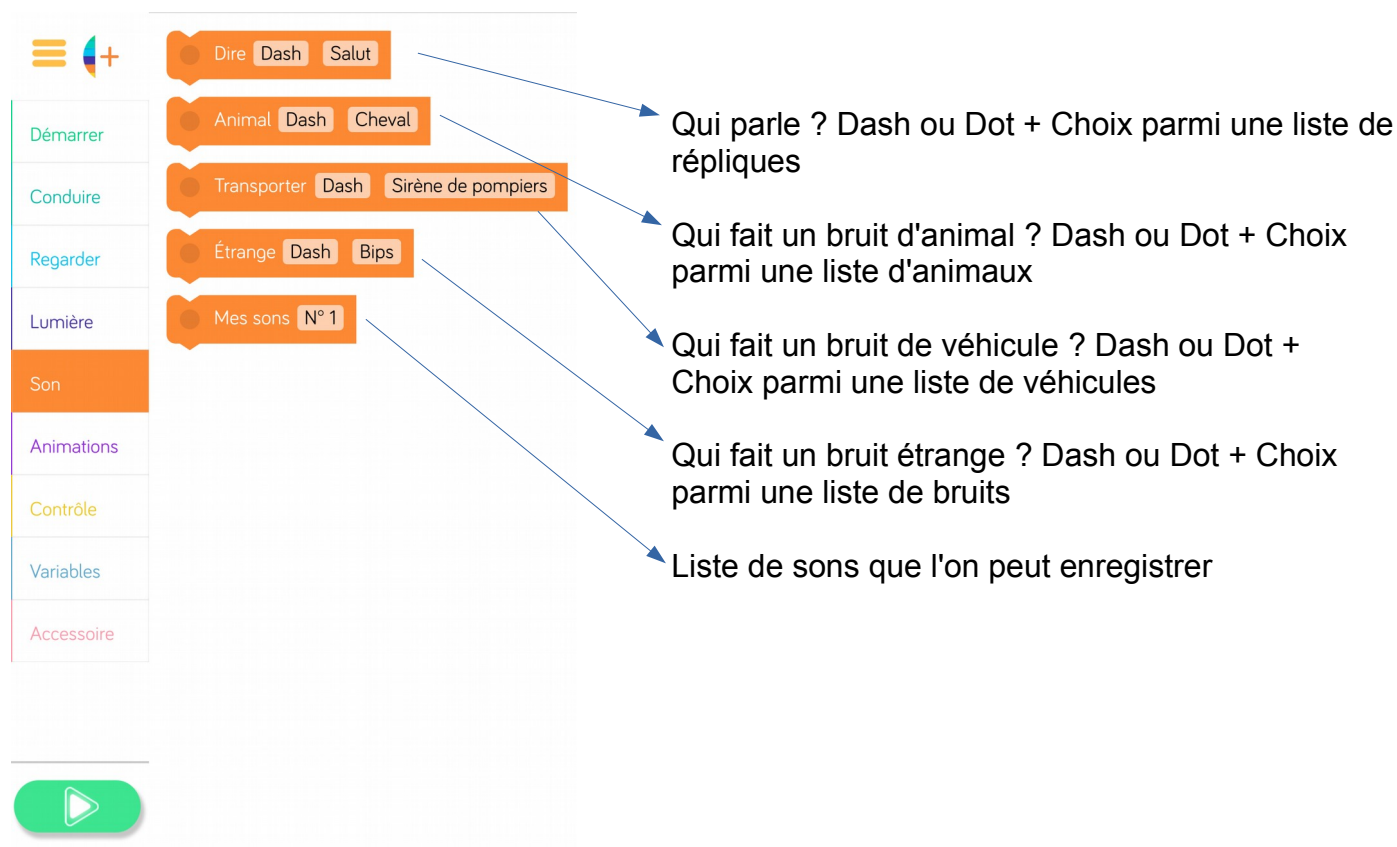 Démarrer
Conduire
Regarder
Lumière
Son
Animations
Contrôle
Variables
Accessoire
Dire Dash Salut
Animal Dash Cheval
Transporter Dash Sirène de pompiers
Étrange Dash Bips
Mes sons N° 1
Qui parle ? Dash ou Dot + Choix parmi une liste de
répliques
Qui fait un bruit d'animal ? Dash ou Dot + Choix
parmi une liste d'animaux
Qui fait un bruit de véhicule ? Dash ou Dot +
Choix parmi une liste de véhicules
Qui fait un bruit étrange ? Dash ou Dot + Choix
parmi une liste de bruits
Liste de sons que l'on peut enregistrer